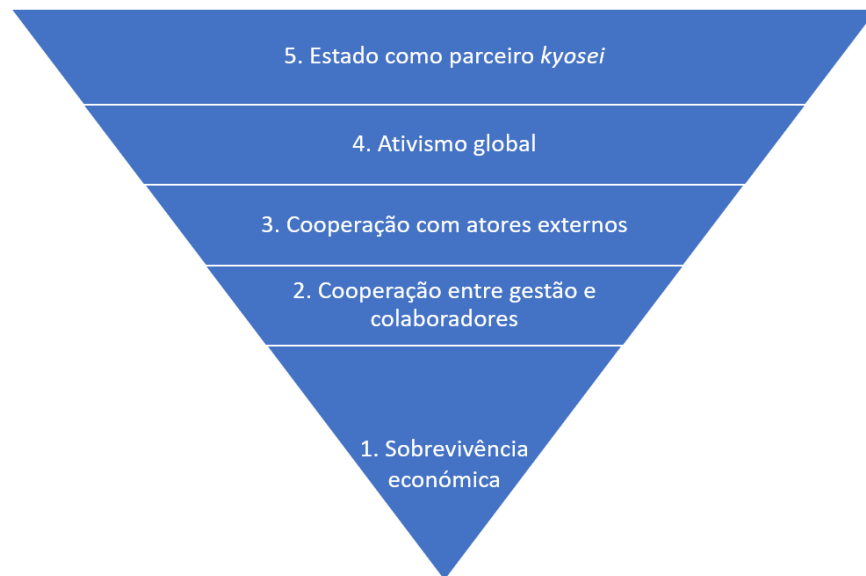 5. Estado como parceiro kyosei
4. Ativismo global
3. Cooperação com atores externos
2. Cooperação entre gestão e
colaboradores
1. Sobrevivência
económica